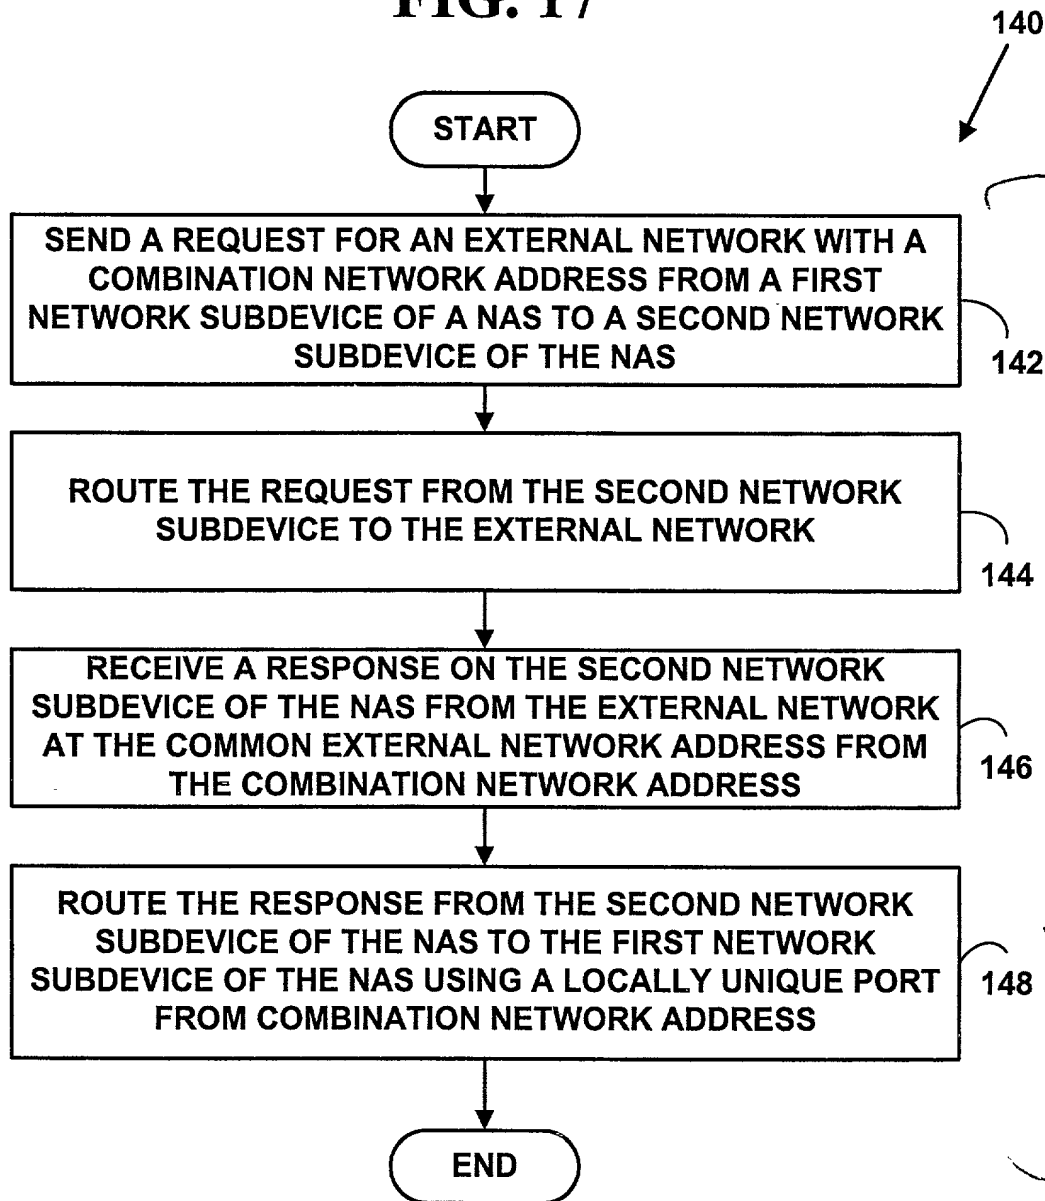 FIG. 17
140
START
SEND A REQUEST FOR AN EXTERNAL NETWORK WITH A
COMBINATION NETWORK ADDRESS FROM A FIRST
NETWORK SUBDEVICE OF A NAS TO A SECOND NETWORK
SUBDEVICE OF THE NAS
142
ROUTE THE REQUEST FROM THE SECOND NETWORK
SUBDEVICE TO THE EXTERNAL NETWORK
144
RECEIVE A RESPONSE ON THE SECOND NETWORK
SUBDEVICE OF THE NAS FROM THE EXTERNAL NETWORK
AT THE COMMON EXTERNAL NETWORK ADDRESS FROM
THE COMBINATION NETWORK ADDRESS
146
ROUTE THE RESPONSE FROM THE SECOND NETWORK
SUBDEVICE OF THE NAS TO THE FIRST NETWORK
SUBDEVICE OF THE NAS USING A LOCALLY UNIQUE PORT
FROM COMBINATION NETWORK ADDRESS
148
END